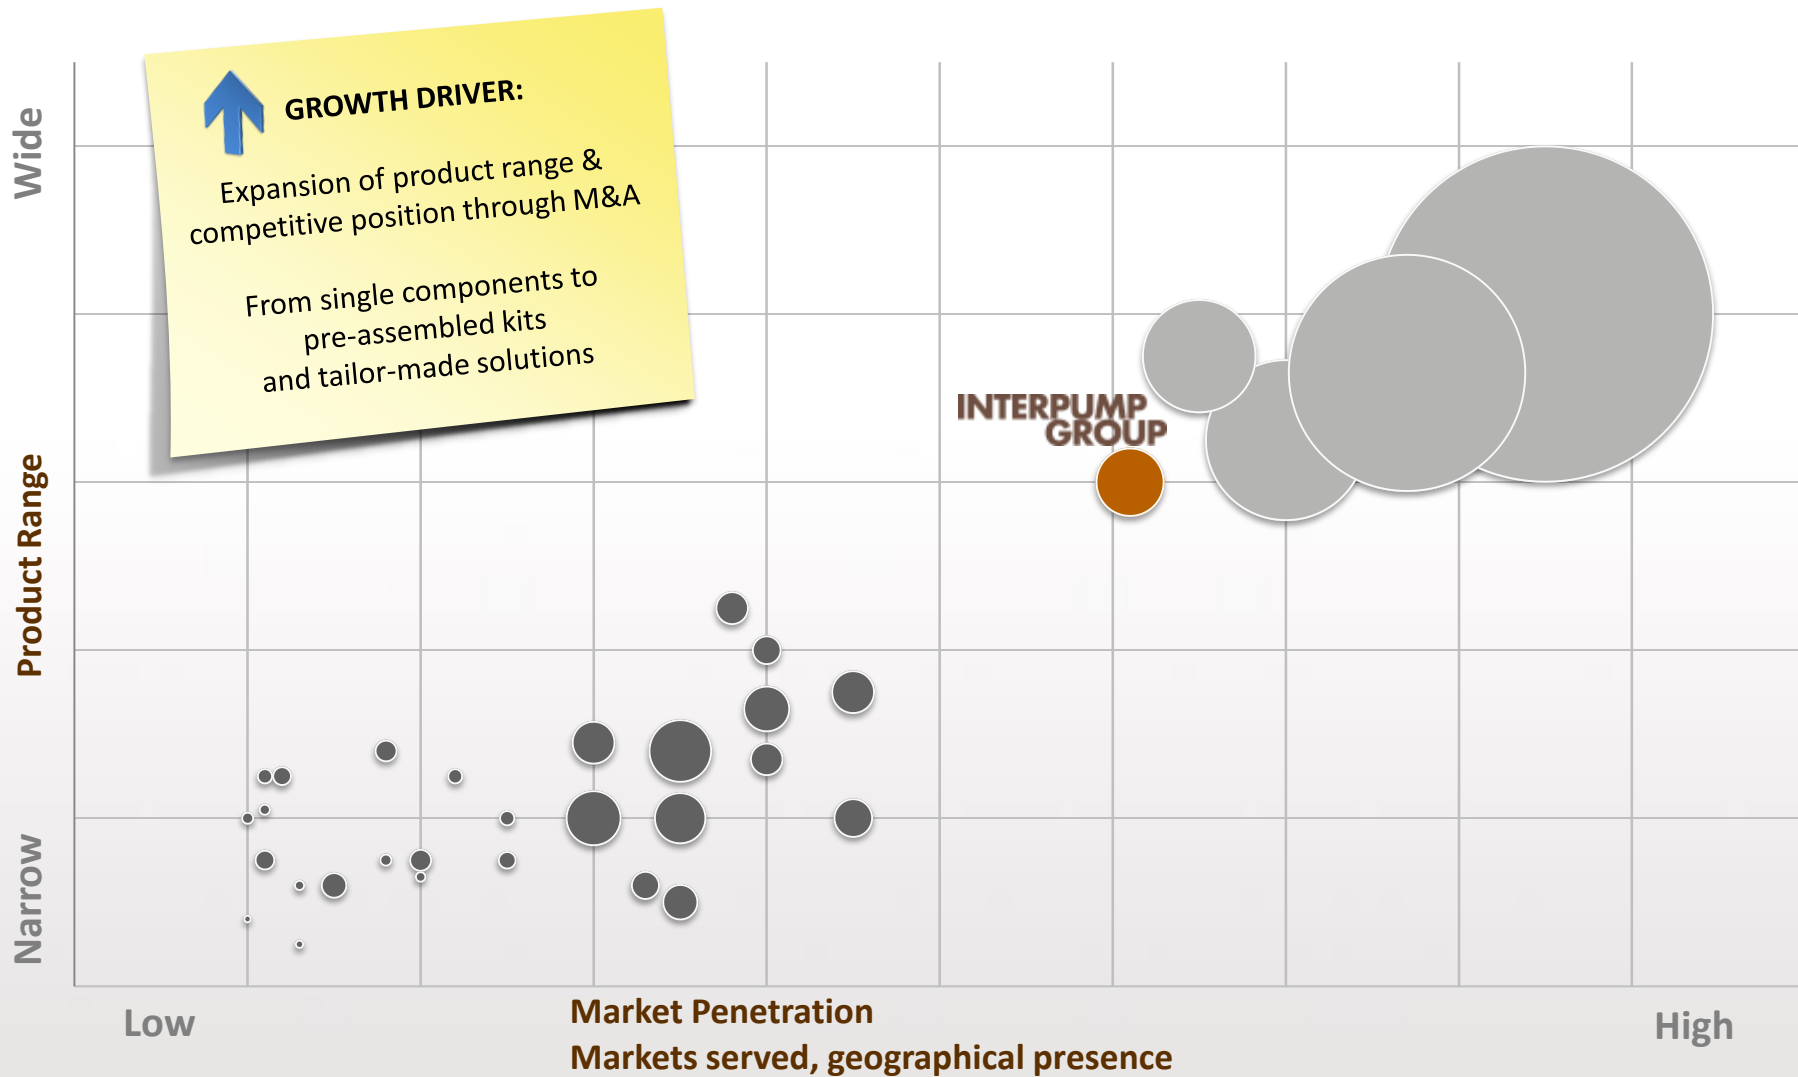 GROWTH DRIVER:
Expansion of product range &
competitive position through M&A
From single components to
pre-assembled kits
and tailor-made solutions
Wide
Product Range
Narrow
INTERPUMP
GROUP
Low
Market Penetration
Markets served, geographical presence
High